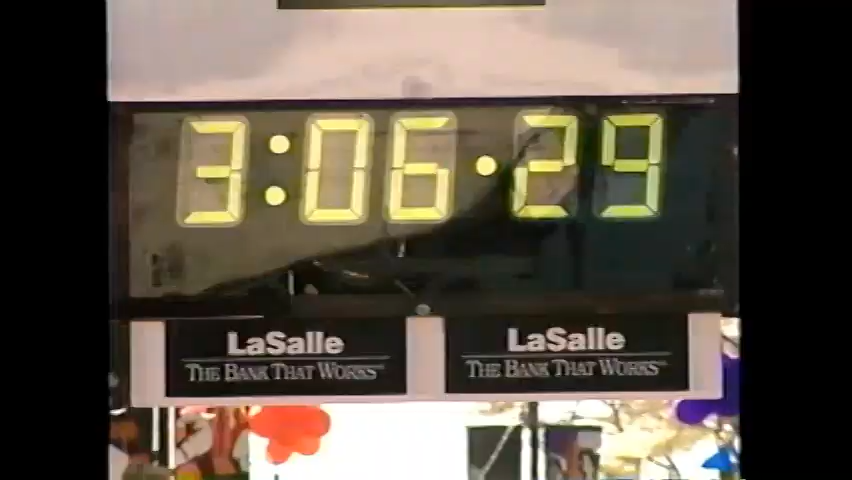 3:06.29
LaSalle
THE BANK THAT WORKS
LaSalle
THE BANK THAT WORKS